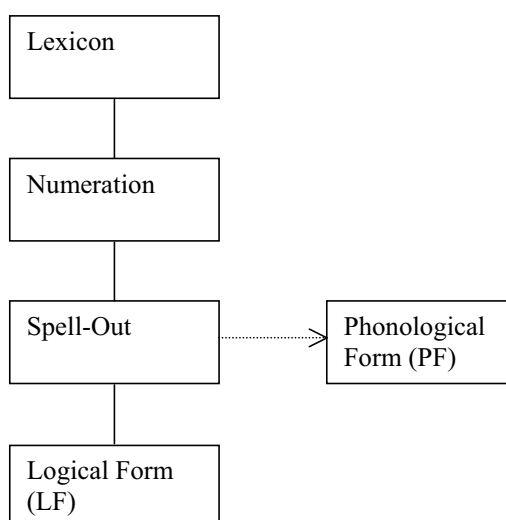 Lexicon
Numeration
Spell-Out
Phonological
Form (PF)
Logical Form
(LF)